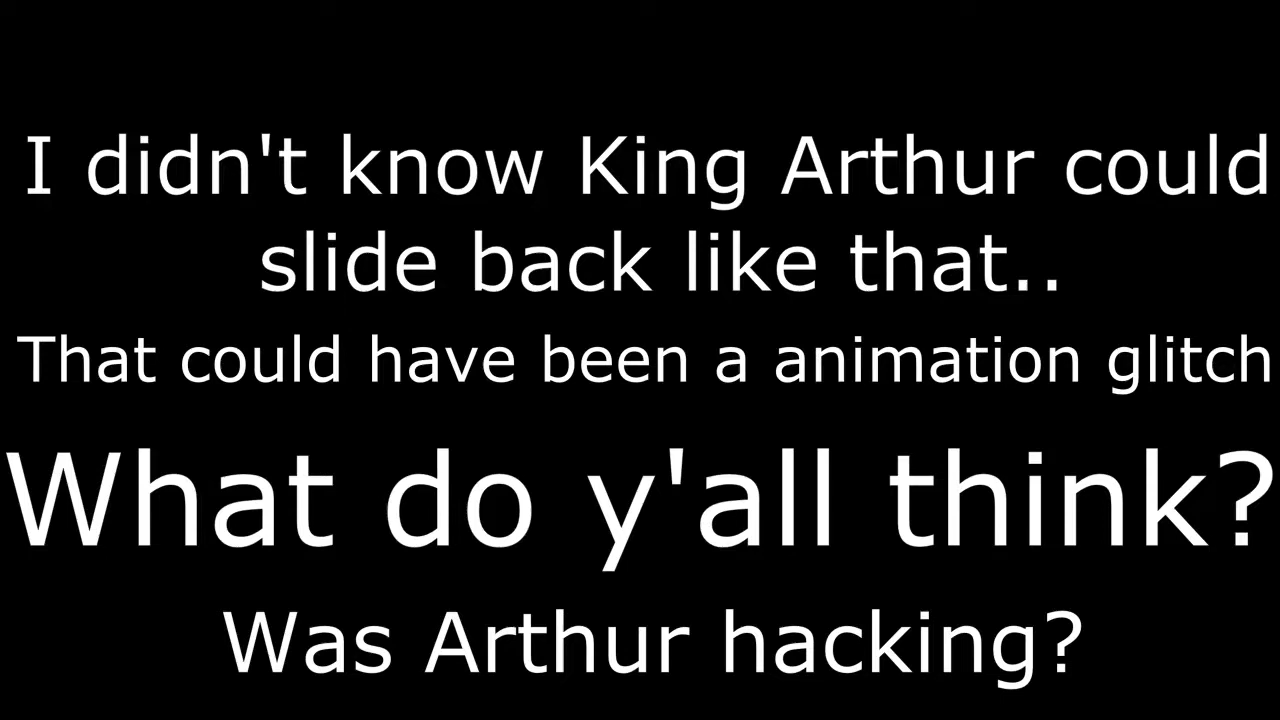 I didn't know King Arthur could
slide back like that..
That could have been a animation glitch
What do y'all think?
Was Arthur hacking?